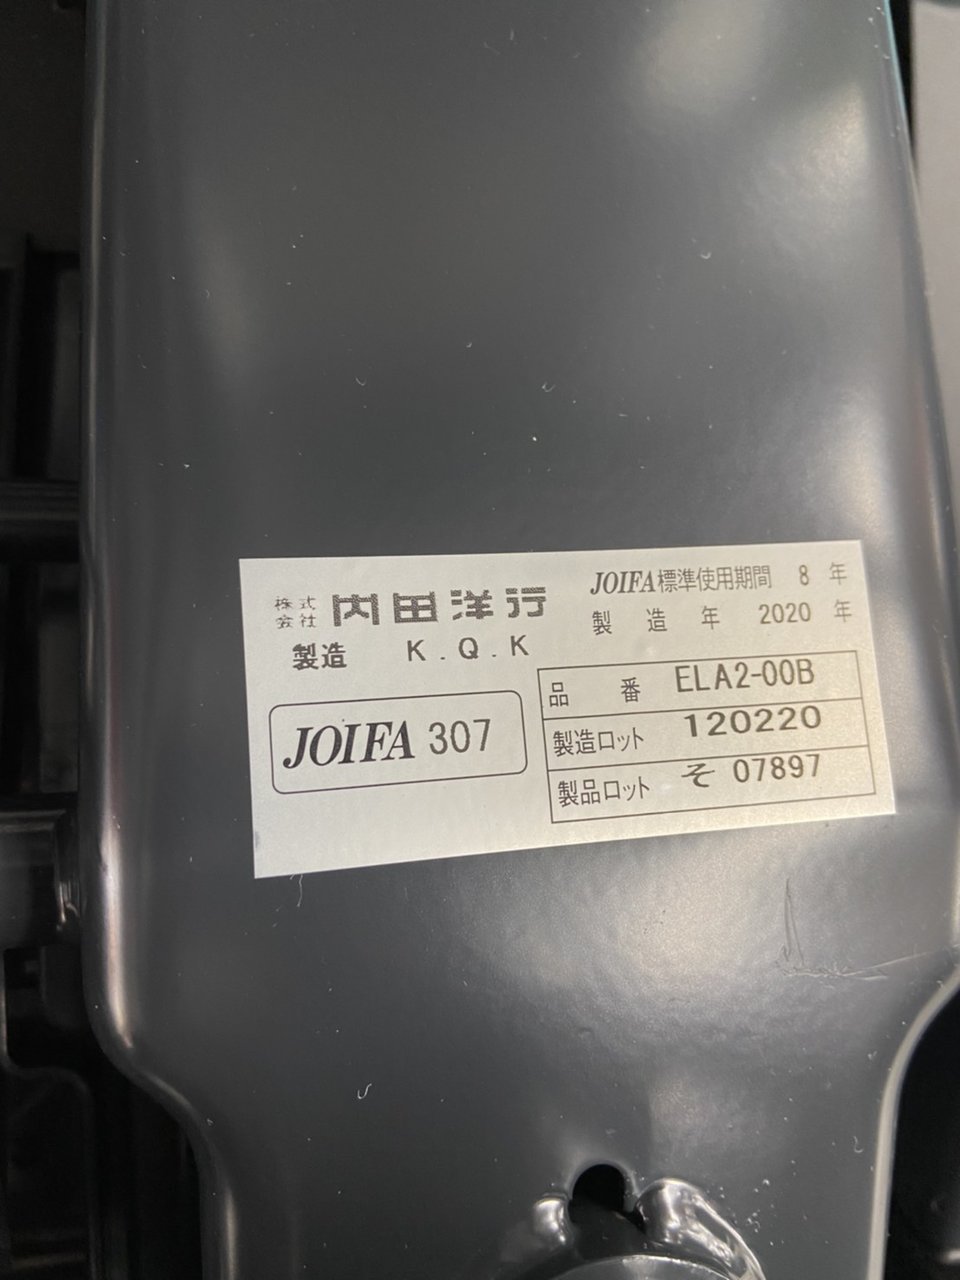 株式会社 内田洋行
製造 K.Q.K
JOIFA標準使用期間 8 年
製造年 2020 年
JOIFA 307
品番 ELA2-00B
製造ロット 120220
製品ロット そ 07897